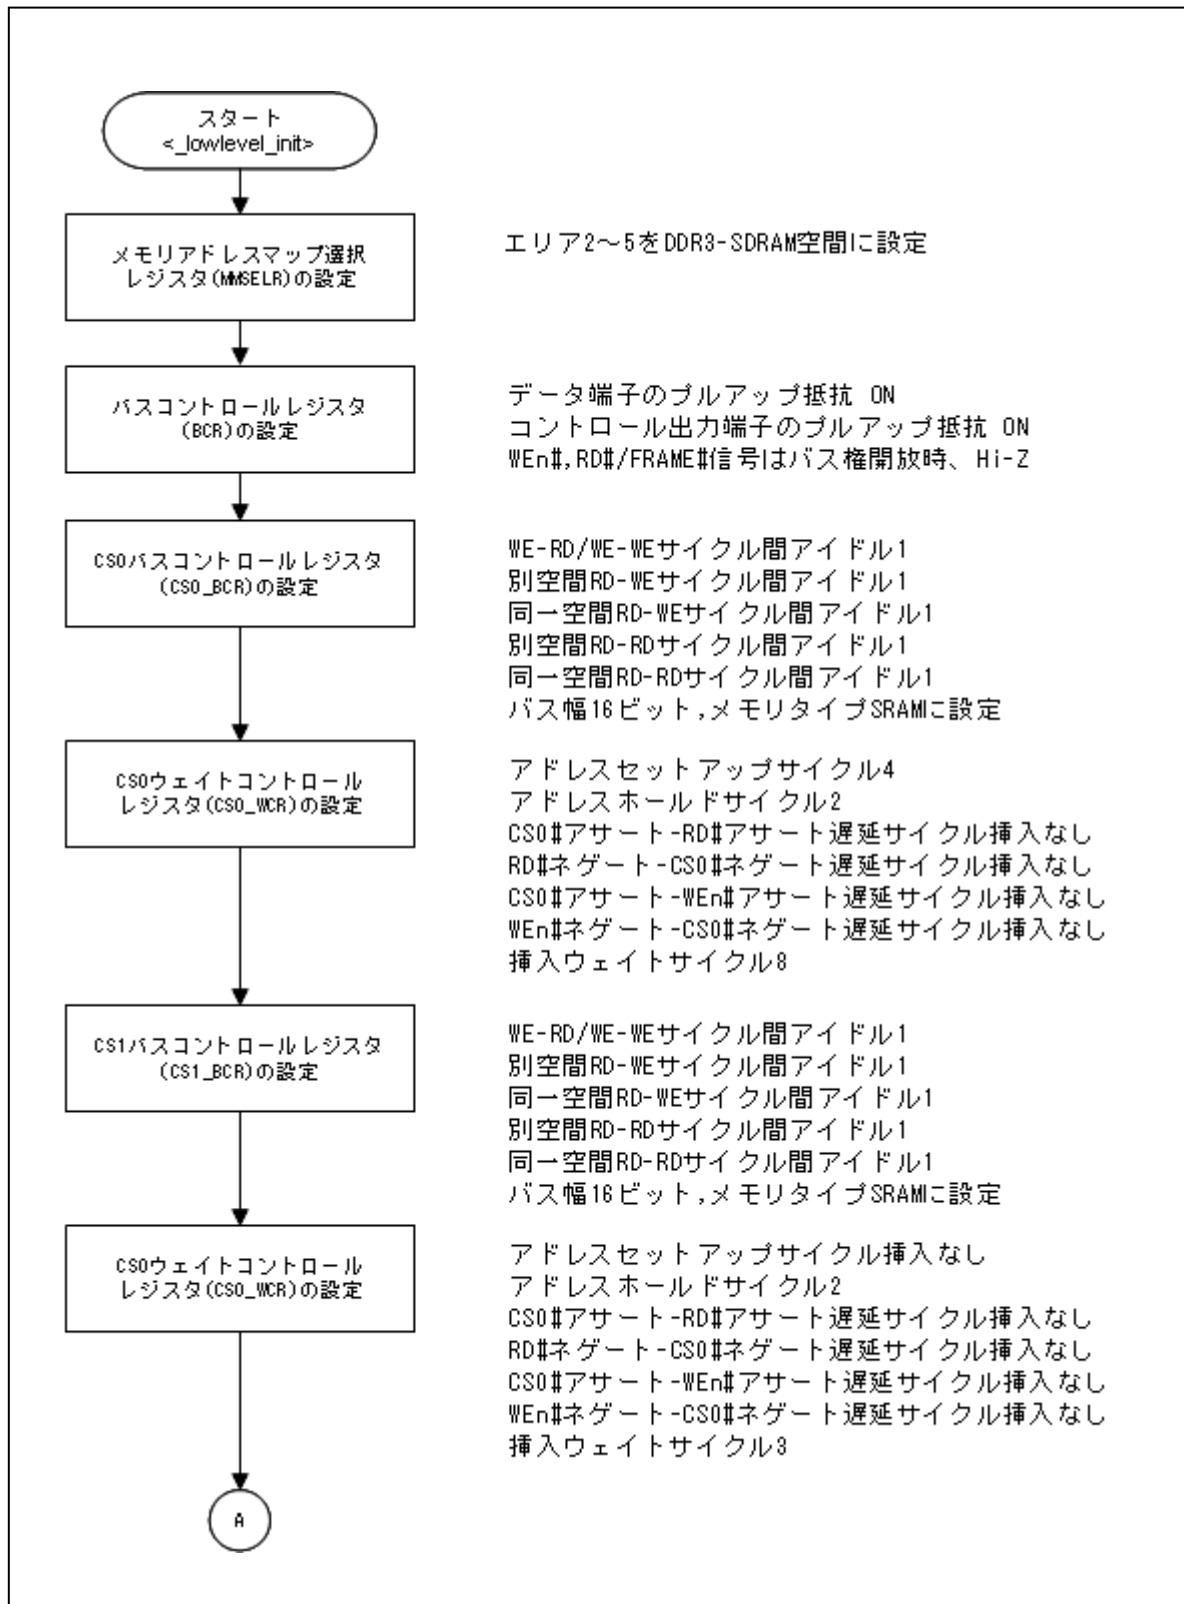 スタート
<_lowlevel_init>
メモリアドレスマップ選択
レジスタ(MMSELR)の設定
エリア2～5をDDR3-SDRAM空間に設定
バスコントロールレジスタ
(BCR)の設定
データ端子のプルアップ抵抗 ON
コントロール出力端子のプルアップ抵抗 ON
WEn#,RD#/FRAME#信号はバス権開放時、Hi-Z
CS0バスコントロールレジスタ
(CS0_BCR)の設定
WE-RD/WE-WEサイクル間アイドル1
別空間RD-WEサイクル間アイドル1
同一空間RD-WEサイクル間アイドル1
別空間RD-RDサイクル間アイドル1
同一空間RD-RDサイクル間アイドル1
バス幅16ビット,メモリタイプSRAMに設定
CS0ウェイトコントロール
レジスタ(CS0_WCR)の設定
アドレスセットアップサイクル4
アドレスホールドサイクル2
CS0#アサート-RD#アサート遅延サイクル挿入なし
RD#ネゲート-CS0#ネゲート遅延サイクル挿入なし
CS0#アサート-WEn#アサート遅延サイクル挿入なし
WEn#ネゲート-CS0#ネゲート遅延サイクル挿入なし
挿入ウェイトサイクル8
CS1バスコントロールレジスタ
(CS1_BCR)の設定
WE-RD/WE-WEサイクル間アイドル1
別空間RD-WEサイクル間アイドル1
同一空間RD-WEサイクル間アイドル1
別空間RD-RDサイクル間アイドル1
同一空間RD-RDサイクル間アイドル1
バス幅16ビット,メモリタイプSRAMに設定
CS0ウェイトコントロール
レジスタ(CS0_WCR)の設定
アドレスセットアップサイクル挿入なし
アドレスホールドサイクル2
CS0#アサート-RD#アサート遅延サイクル挿入なし
RD#ネゲート-CS0#ネゲート遅延サイクル挿入なし
CS0#アサート-WEn#アサート遅延サイクル挿入なし
WEn#ネゲート-CS0#ネゲート遅延サイクル挿入なし
挿入ウェイトサイクル3
A